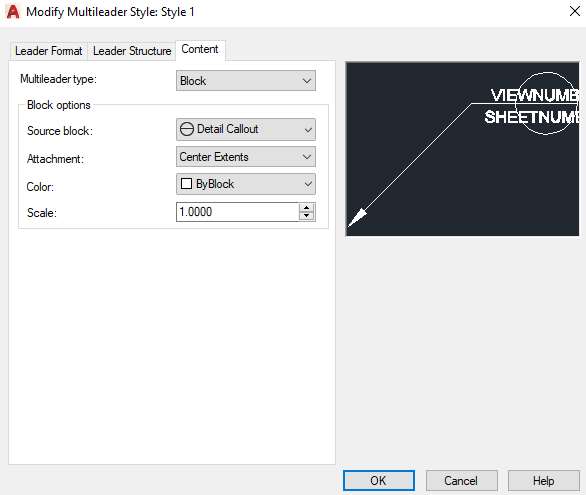 Modify Multileader Style: Style 1
Leader Format Leader Structure Content
Multileader type: Block
Block options
Source block: Detail Callout
Attachment: Center Extents
Color: ByBlock
Scale: 1.0000
VIEWNUMB
SHEETNUME
OK Cancel Help